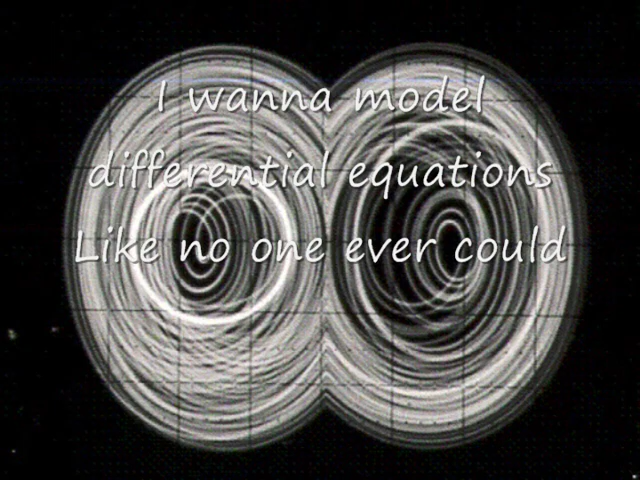 I wanna model
differential equations
Like no one ever could